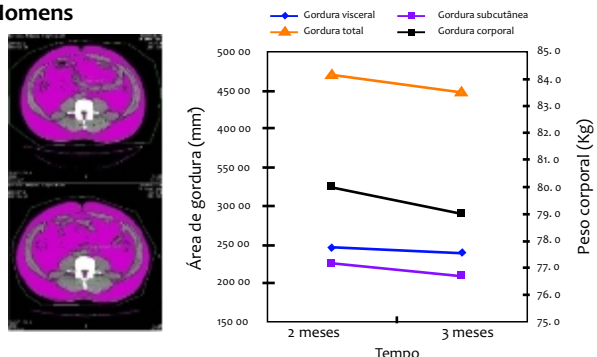 Homens
Gordura visceral
Gordura subcutânea
Gordura total
Gordura corporal
Área de gordura (mm)
500 00
450 00
400 00
350 00
300 00
250 00
200 00
150 00
85. 0
84. 0
83. 0
82. 0
81. 0
80. 0
79. 0
78. 0
77. 0
76. 0
75. 0
Peso corporal (Kg)
2 meses
3 meses
Tempo